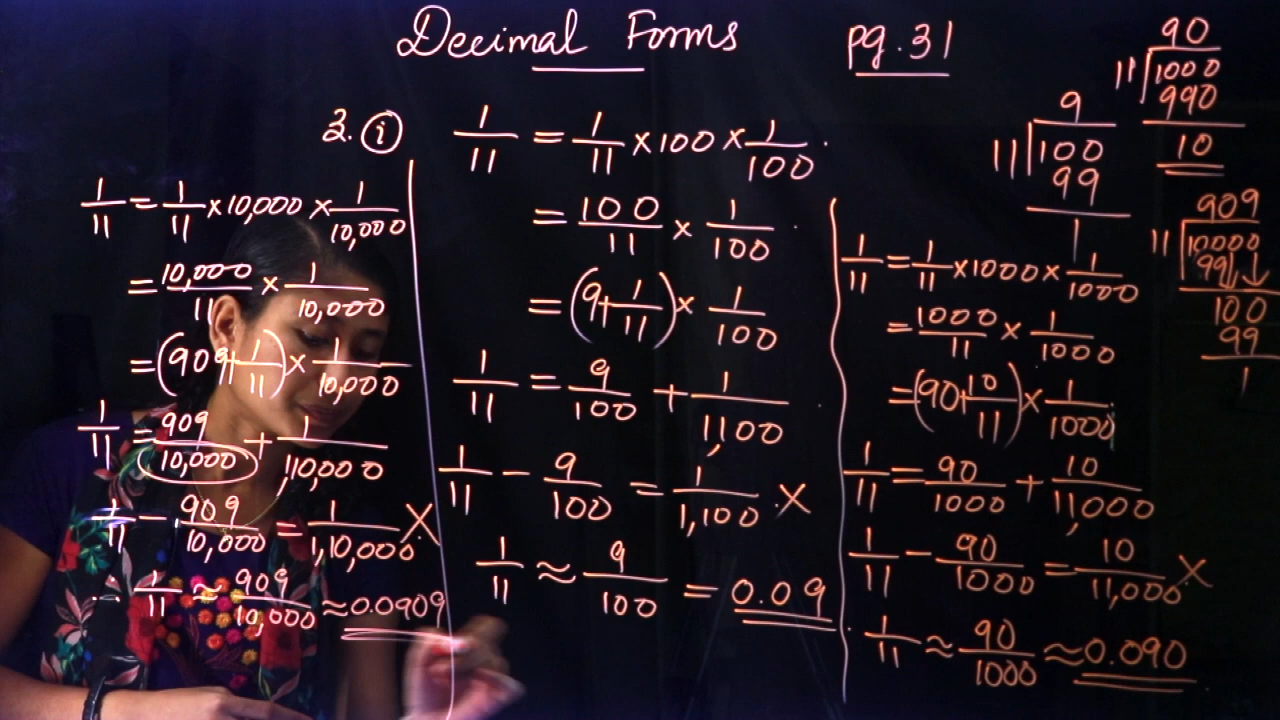 Decimal Forms pg.31
3. (i)
1/11 = 1/11 × 100 × 1/100
= 100/11 × 1/100
= (9+1/11) × 1/100
1/11 = 9/100 + 1/1,100
1/11 − 9/100 = 1/1,100 ×
1/11 ≈ 9/100 = 0.09
1/11 = 1/11 × 10,000 × 1/10,000
= 10,000/11 × 1/10,000
= (909+1/11) × 1/10,000
1/11 = 909/10,000 + 1/1,10,000
1/11 − 909/10,000 = 1/1,10,000 ×
∴ 1/11 ≈ 909/10,000 ≈ 0.0909
1/11 = 1/11 × 1000 × 1/1000
= 1000/11 × 1/1000
= (90+10/11) × 1/1000
1/11 = 90/1000 + 10/11,000
1/11 − 90/1000 = 10/11,000 ×
1/11 ≈ 90/1000 ≈ 0.090
9
11 100
99
1
90
11 1000
990
10
909
11 10000
99↓↓
100
99
1